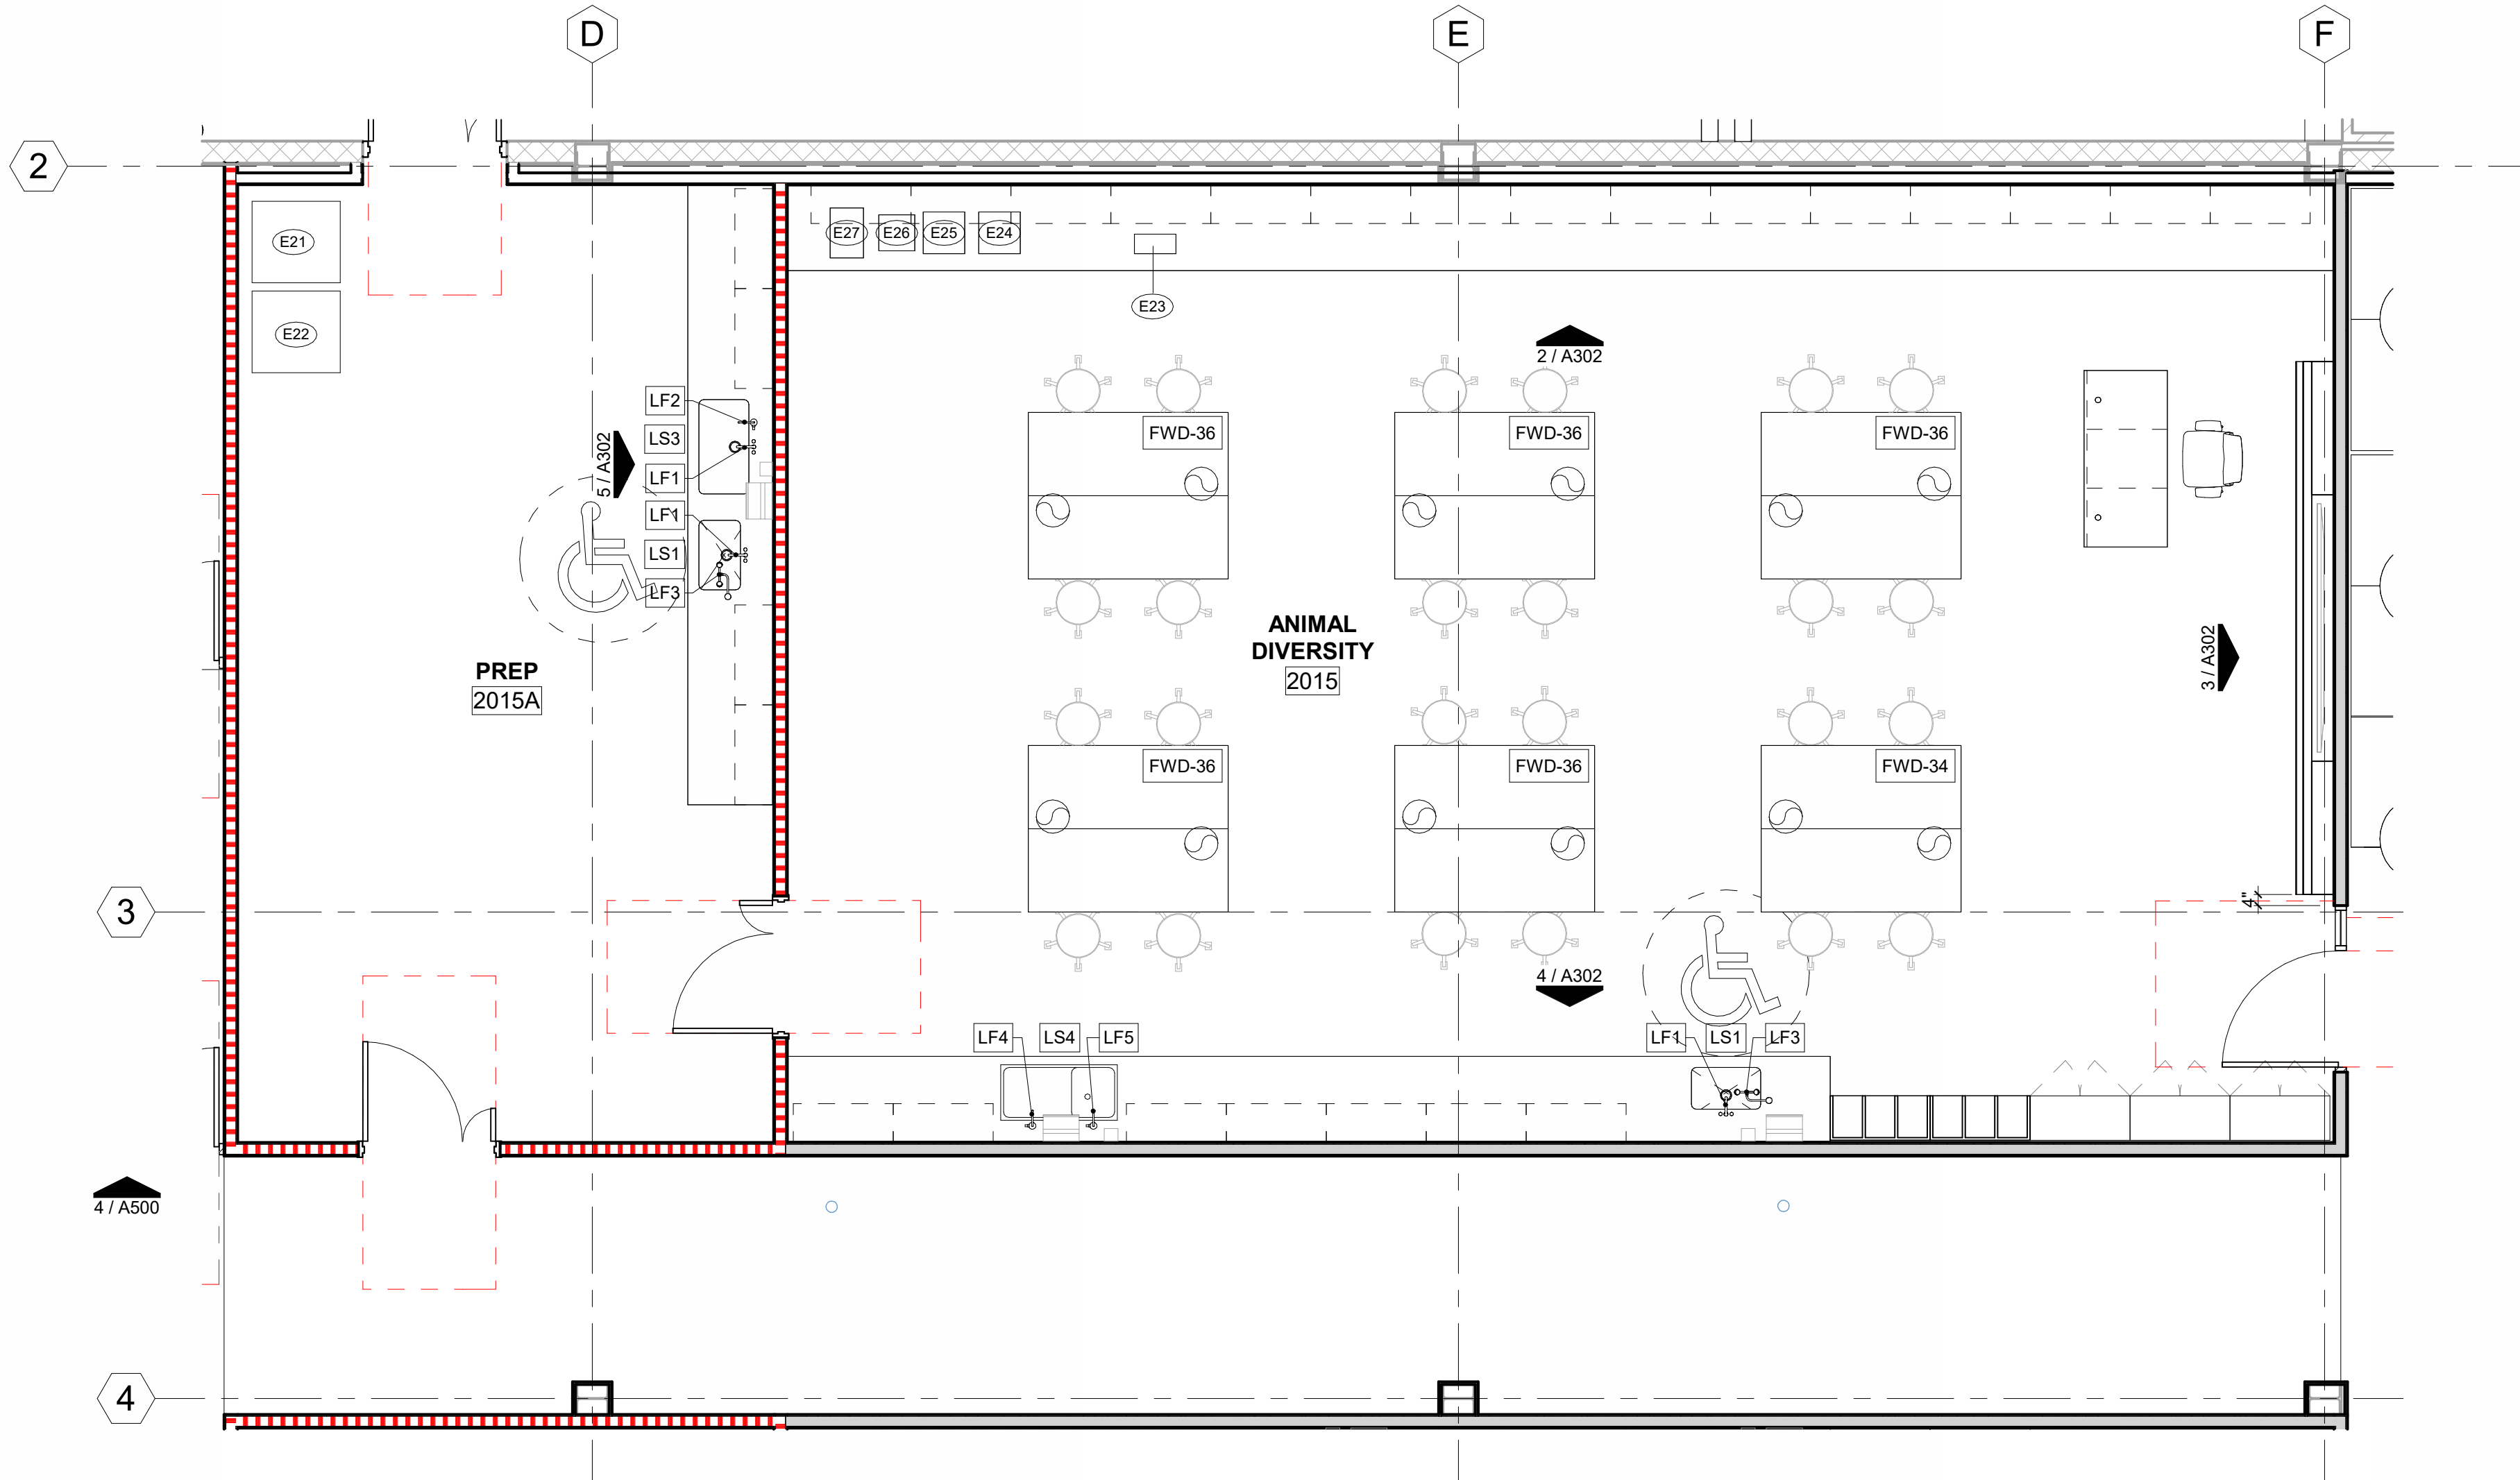 D
E
F
2
E21
E27
E26
E25
E24
E22
E23
2 / A302
LF2
LS3
5 / A302
LF1
LF1
LS1
LF3
FWD-36
FWD-36
FWD-36
ANIMAL
DIVERSITY
2015
PREP
2015A
3 / A302
FWD-36
FWD-36
FWD-34
3
4"
4 / A302
LF4
LS4
LF5
LF1
LS1
LF3
4 / A500
4